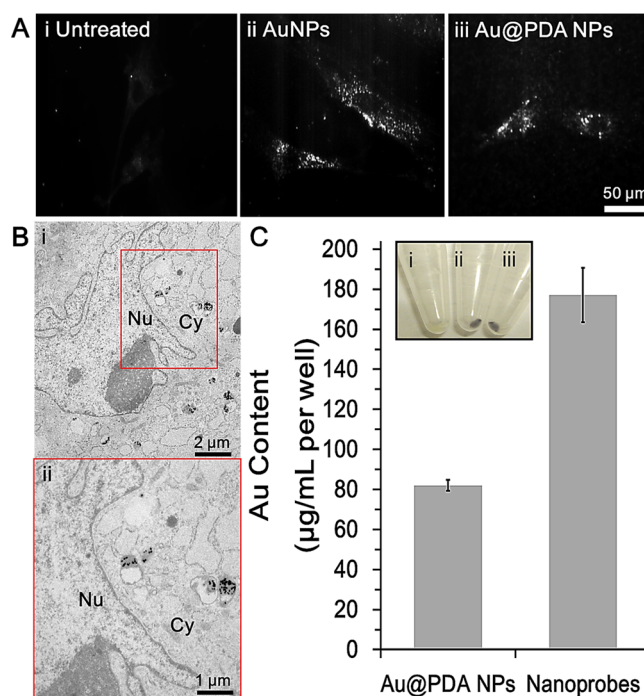 A
i Untreated
ii AuNPs
iii Au@PDA NPs
50 µm
B
i
Nu
Cy
2 µm
ii
Nu
Cy
1 µm
C
Au Content
(µg/mL per well)
200
180
160
140
120
100
80
60
40
20
0
i
ii
iii
Au@PDA NPs
Nanoprobes